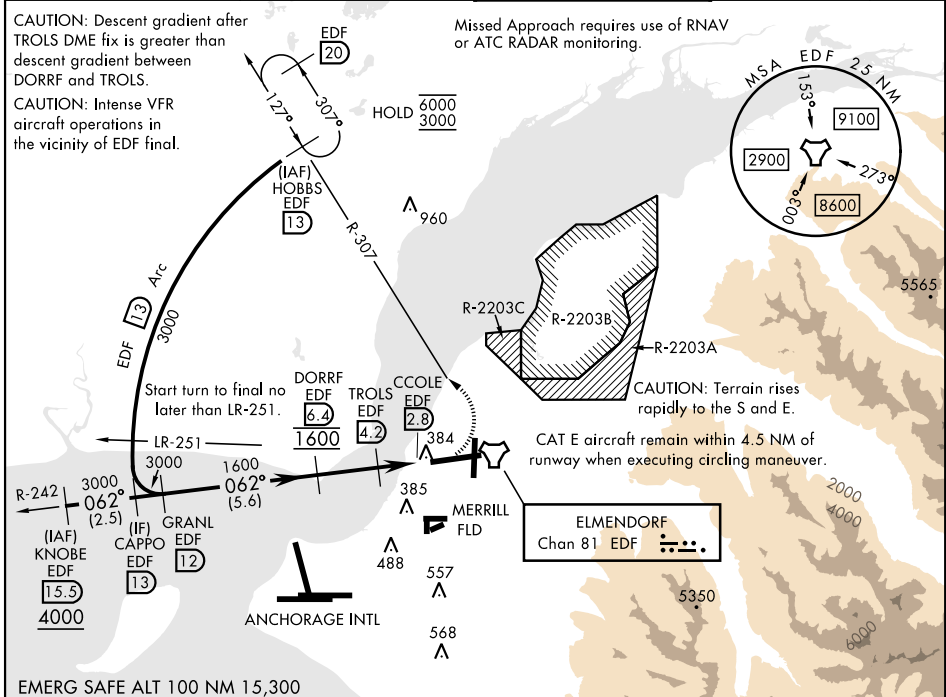 CAUTION: Descent gradient after
TROLS DME fix is greater than
descent gradient between
DORRF and TROLS.
CAUTION: Intense VFR
aircraft operations in
the vicinity of EDF final.
EDF
20
127°
307°
HOLD 6000
3000
Missed Approach requires use of RNAV
or ATC RADAR monitoring.
MSA EDF 25 NM
153°
9100
2900
273°
003°
8600
(IAF)
HOBBS
EDF
13
960
R-307
EDF 13 Arc
3000
5565
R-2203C
R-2203B
R-2203A
CAUTION: Terrain rises
rapidly to the S and E.
CAT E aircraft remain within 4.5 NM of
runway when executing circling maneuver.
Start turn to final no
later than LR-251.
LR-251
DORRF
EDF
6.4
1600
TROLS
EDF
4.2
CCOLE
EDF
2.8
384
3000
R-242
3000
062°
(2.5)
1600
062°
(5.6)
(IAF)
KNOBE
EDF
15.5
4000
(IF)
CAPPO
EDF
13
GRANL
EDF
12
385
MERRILL
FLD
488
557
568
ANCHORAGE INTL
ELMENDORF
Chan 81 EDF
2000
4000
5350
6000
EMERG SAFE ALT 100 NM 15,300